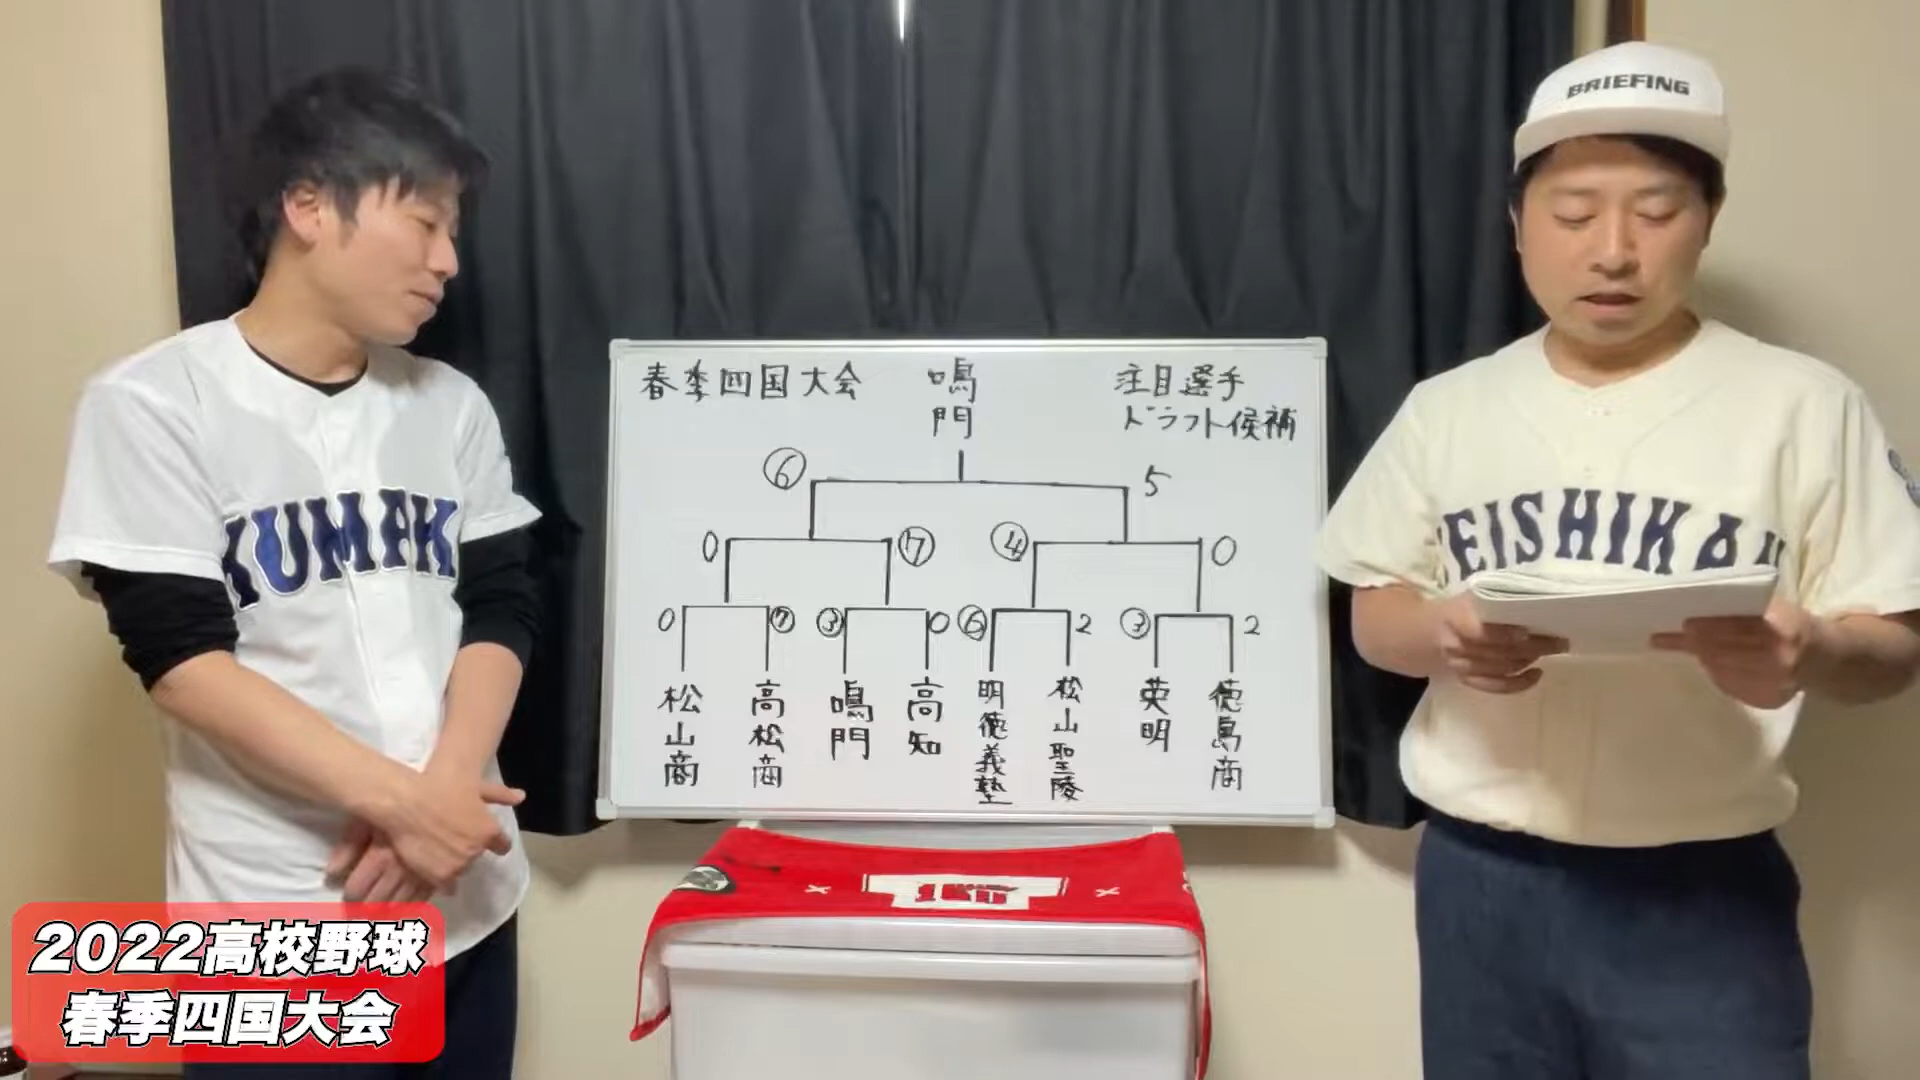 BRIEFING
春季四国大会
鳴門
注目選手
ドラフト候補
⑥ 5
0 ⑦ ④ 0
0 ⑦ ③ 0 ⑥ 2 ③ 2
松山商
高松商
鳴門
高知
明徳義塾
松山聖陵
英明
徳島商
KUMAK
SEISHIKAN
2022高校野球
春季四国大会